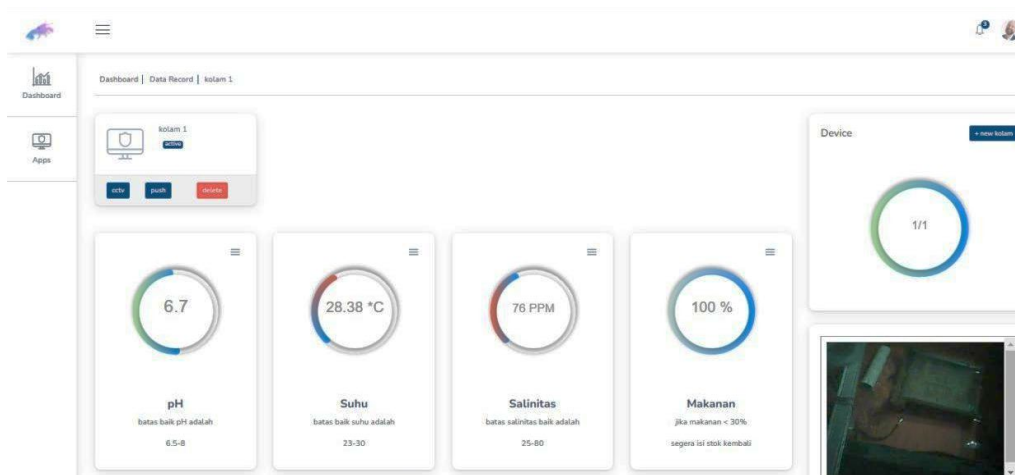 3
Dashboard | Data Record | kolam 1
Dashboard
Apps
kolam 1
active
cctv push delete
Device
+ new kolam
1/1
6.7
pH
batas baik pH adalah
6.5-8
28.38 *C
Suhu
batas baik suhu adalah
23-30
76 PPM
Salinitas
batas salinitas baik adalah
25-80
100 %
Makanan
jika makanan < 30%
segera isi stok kembali